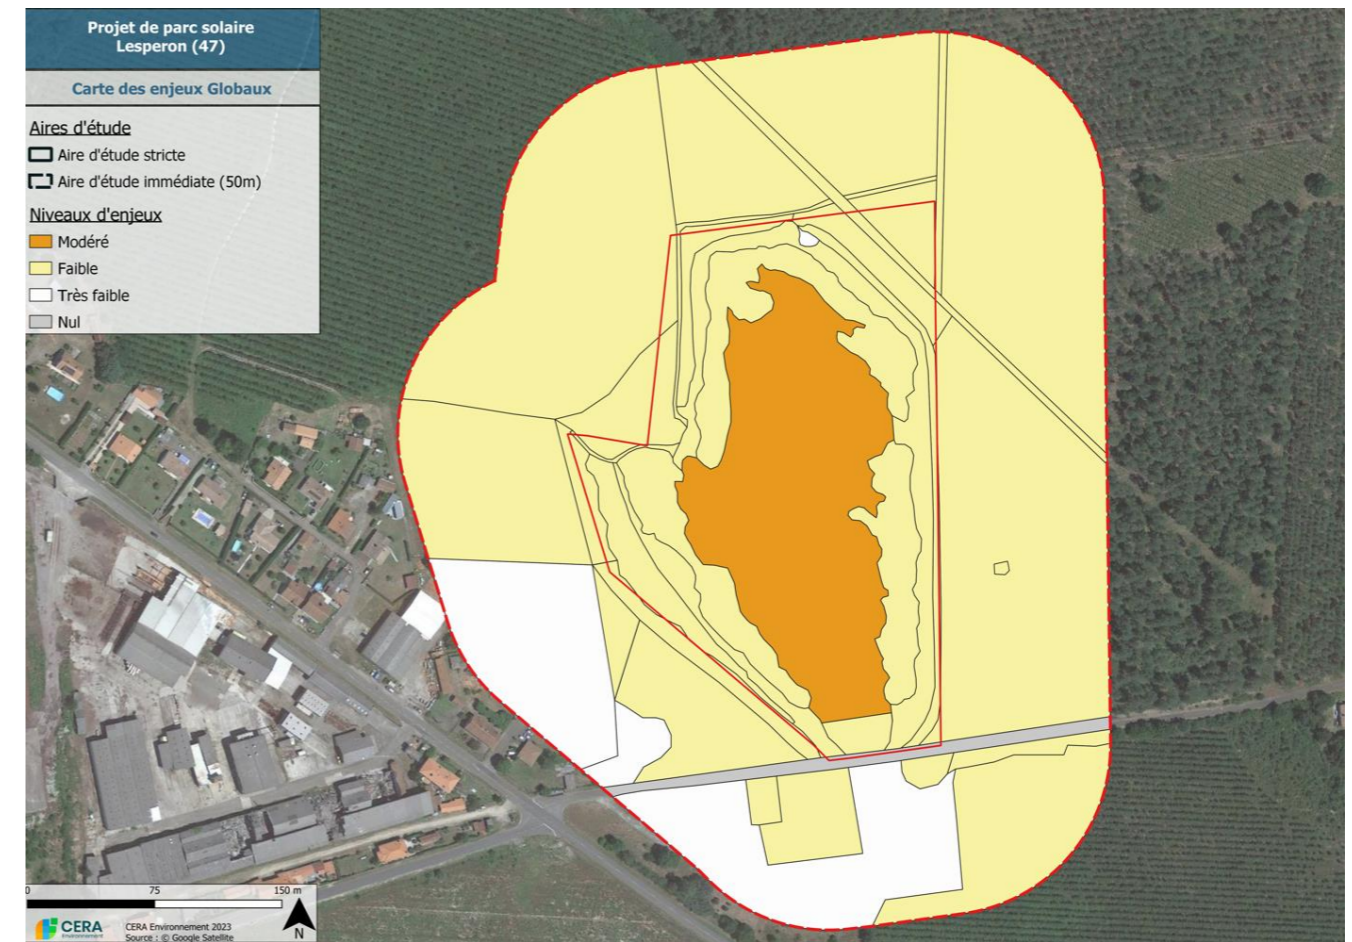 Projet de parc solaire
Lesperon (47)
Carte des enjeux Globaux
Aires d'étude
Aire d'étude stricte
Aire d'étude immédiate (50m)
Niveaux d'enjeux
Modéré
Faible
Très faible
Nul
0 75 150 m
CERA
Environnement
CERA Environnement 2023
Source : © Google Satellite
N